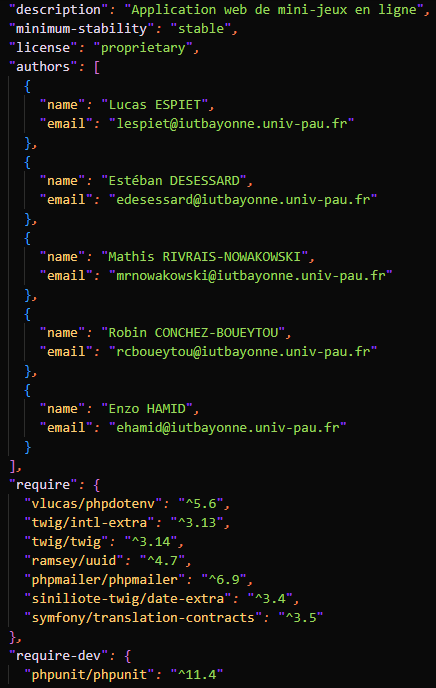 "description": "Application web de mini-jeux en ligne",
"minimum-stability": "stable",
"license": "proprietary",
"authors": [
{
"name": "Lucas ESPIET",
"email": "lespiet@iutbayonne.univ-pau.fr"
},
{
"name": "Estéban DESESSARD",
"email": "edesessard@iutbayonne.univ-pau.fr"
},
{
"name": "Mathis RIVRAIS-NOWAKOWSKI",
"email": "mrnowakowski@iutbayonne.univ-pau.fr"
},
{
"name": "Robin CONCHEZ-BOUEYTOU",
"email": "rcboueytou@iutbayonne.univ-pau.fr"
},
{
"name": "Enzo HAMID",
"email": "ehamid@iutbayonne.univ-pau.fr"
}
],
"require": {
"vlucas/phpdotenv": "^5.6",
"twig/intl-extra": "^3.13",
"twig/twig": "^3.14",
"ramsey/uuid": "^4.7",
"phpmailer/phpmailer": "^6.9",
"siniliote-twig/date-extra": "^3.4",
"symfony/translation-contracts": "^3.5"
},
"require-dev": {
"phpunit/phpunit": "^11.4"